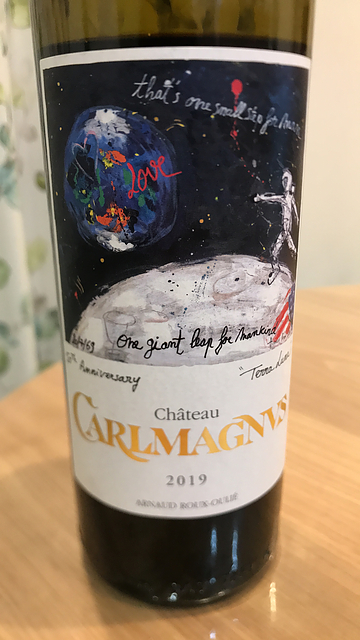 that's one small step for man
Love
One giant leap for mankind
Anniversary
"Terra
Château
CARLMAGNVS
2019
ARNAUD ROUX-OULIÉ